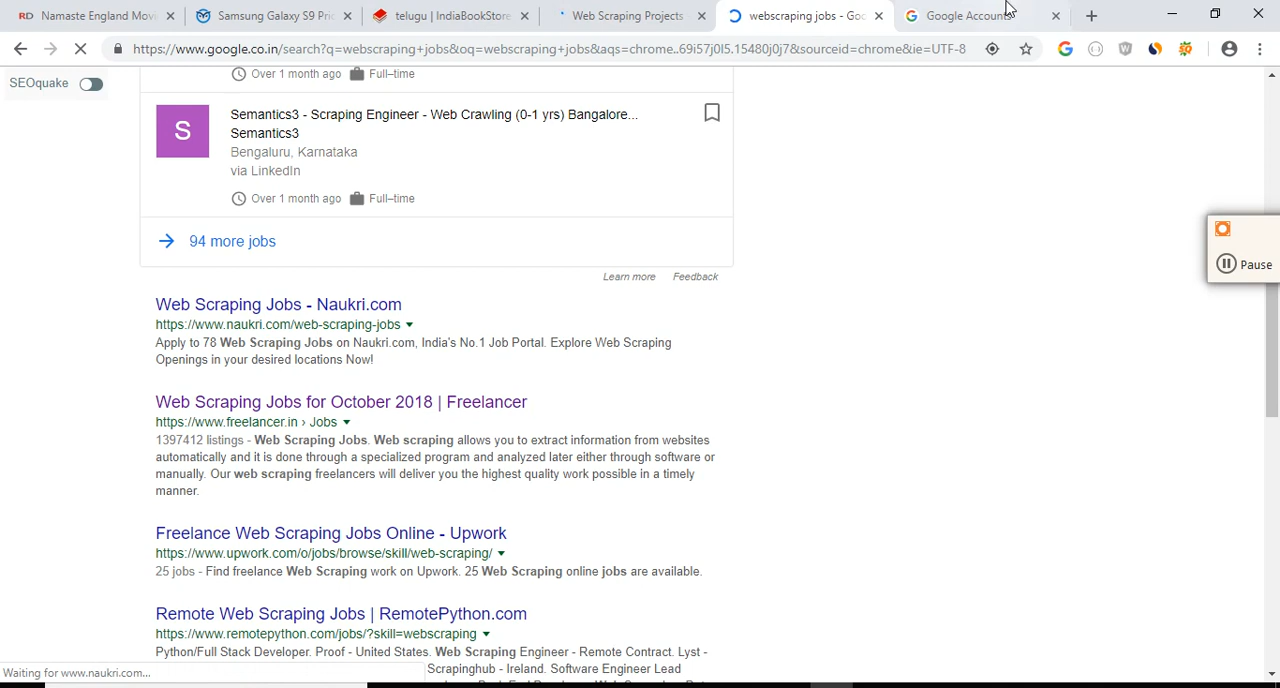 Namaste England Movi
Samsung Galaxy S9 Pric
telugu | IndiaBookStore
Web Scraping Projects
webscraping jobs - Goo
Google Accounts
https://www.google.co.in/search?q=webscraping+jobs&oq=webscraping+jobs&aqs=chrome..69i57j0l5.15480j0j7&sourceid=chrome&ie=UTF-8
SEOquake
Over 1 month ago Full–time
S
Semantics3 - Scraping Engineer - Web Crawling (0-1 yrs) Bangalore...
Semantics3
Bengaluru, Karnataka
via LinkedIn
Over 1 month ago Full–time
94 more jobs
Learn more Feedback
Pause
Web Scraping Jobs - Naukri.com
https://www.naukri.com/web-scraping-jobs
Apply to 78 Web Scraping Jobs on Naukri.com, India's No.1 Job Portal. Explore Web Scraping
Openings in your desired locations Now!
Web Scraping Jobs for October 2018 | Freelancer
https://www.freelancer.in › Jobs
1397412 listings - Web Scraping Jobs. Web scraping allows you to extract information from websites
automatically and it is done through a specialized program and analyzed later either through software or
manually. Our web scraping freelancers will deliver you the highest quality work possible in a timely
manner.
Freelance Web Scraping Jobs Online - Upwork
https://www.upwork.com/o/jobs/browse/skill/web-scraping/
25 jobs - Find freelance Web Scraping work on Upwork. 25 Web Scraping online jobs are available.
Remote Web Scraping Jobs | RemotePython.com
https://www.remotepython.com/jobs/?skill=webscraping
Python/Full Stack Developer. Proof - United States. Web Scraping Engineer - Remote Contract. Lyst -
Scrapinghub - Ireland. Software Engineer Lead
Waiting for www.naukri.com...